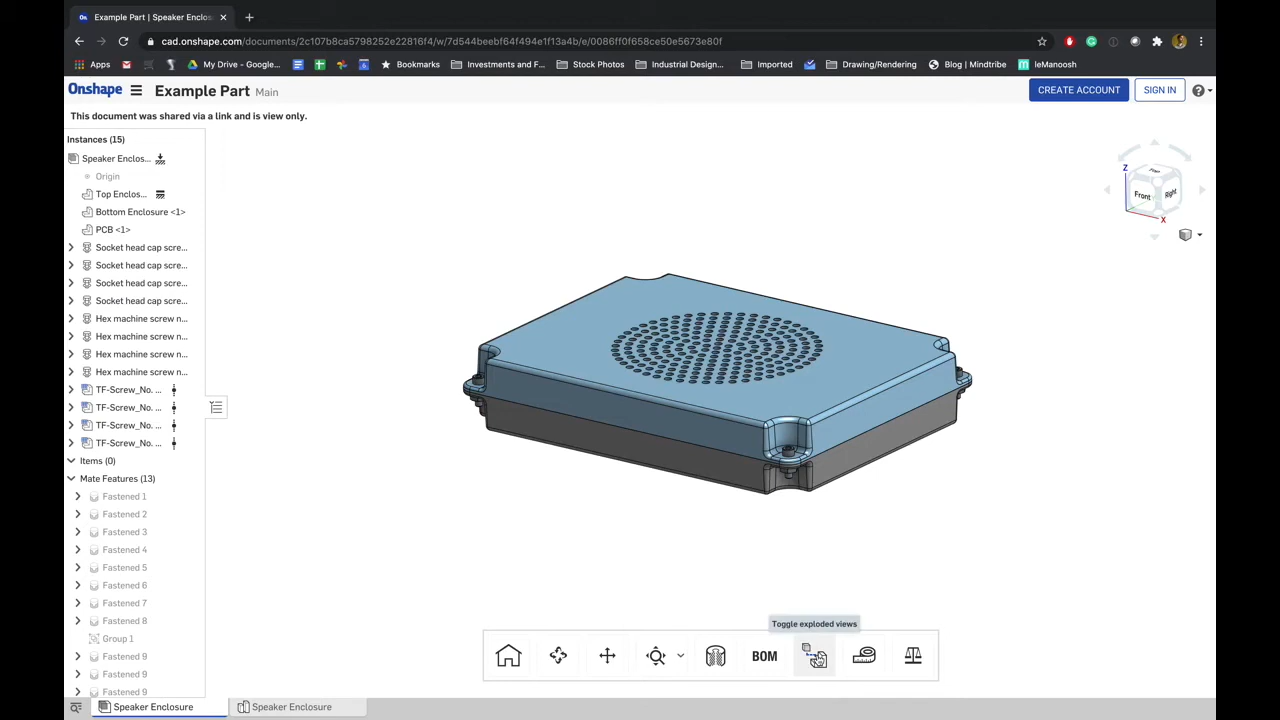 Example Part | Speaker Enclos
cad.onshape.com/documents/2c107b8ca5798252e22816f4/w/7d544beebf64f494e1f13a4b/e/0086ff0f658ce50e5673e80f
Apps
My Drive - Google...
Bookmarks
Investments and F...
Stock Photos
Industrial Design...
Imported
Drawing/Rendering
Blog | Mindtribe
leManoosh
Onshape
Example Part Main
CREATE ACCOUNT
SIGN IN
This document was shared via a link and is view only.
Instances (15)
Speaker Enclos...
Origin
Top Enclos...
Bottom Enclosure <1>
PCB <1>
Socket head cap scre...
Socket head cap scre...
Socket head cap scre...
Socket head cap scre...
Hex machine screw n...
Hex machine screw n...
Hex machine screw n...
Hex machine screw n...
TF-Screw_No. ...
TF-Screw_No. ...
TF-Screw_No. ...
TF-Screw_No. ...
Items (0)
Mate Features (13)
Fastened 1
Fastened 2
Fastened 3
Fastened 4
Fastened 5
Fastened 6
Fastened 7
Fastened 8
Group 1
Fastened 9
Fastened 9
Fastened 9
Z
Front
Right
X
Toggle exploded views
BOM
Speaker Enclosure
Speaker Enclosure